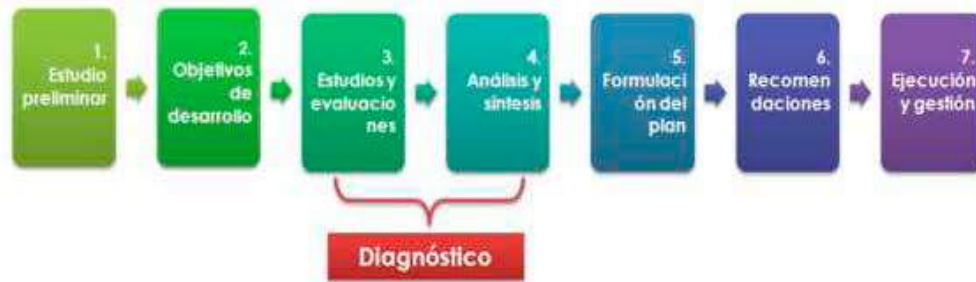 1.
Estudio
preliminar
2.
Objetivos
de
desarrollo
3.
Estudios y
evaluacio
nes
4.
Análisis y
síntesis
5.
Formulaci
ón del
plan
6.
Recomen
daciones
7.
Ejecución
y gestión
Diagnóstico